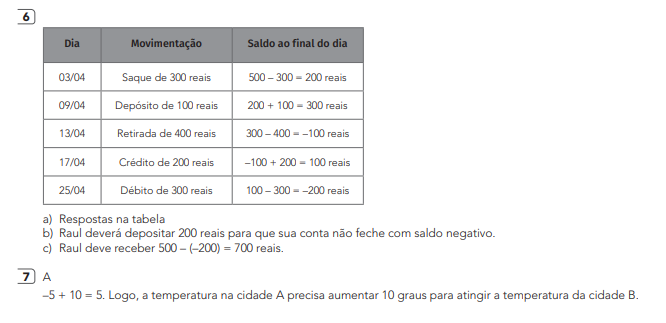 6
Dia Movimentação Saldo ao final do dia
03/04 Saque de 300 reais 500 – 300 = 200 reais
09/04 Depósito de 100 reais 200 + 100 = 300 reais
13/04 Retirada de 400 reais 300 – 400 = –100 reais
17/04 Crédito de 200 reais –100 + 200 = 100 reais
25/04 Débito de 300 reais 100 – 300 = –200 reais
a) Respostas na tabela
b) Raul deverá depositar 200 reais para que sua conta não feche com saldo negativo.
c) Raul deve receber 500 – (–200) = 700 reais.
7 A
–5 + 10 = 5. Logo, a temperatura na cidade A precisa aumentar 10 graus para atingir a temperatura da cidade B.